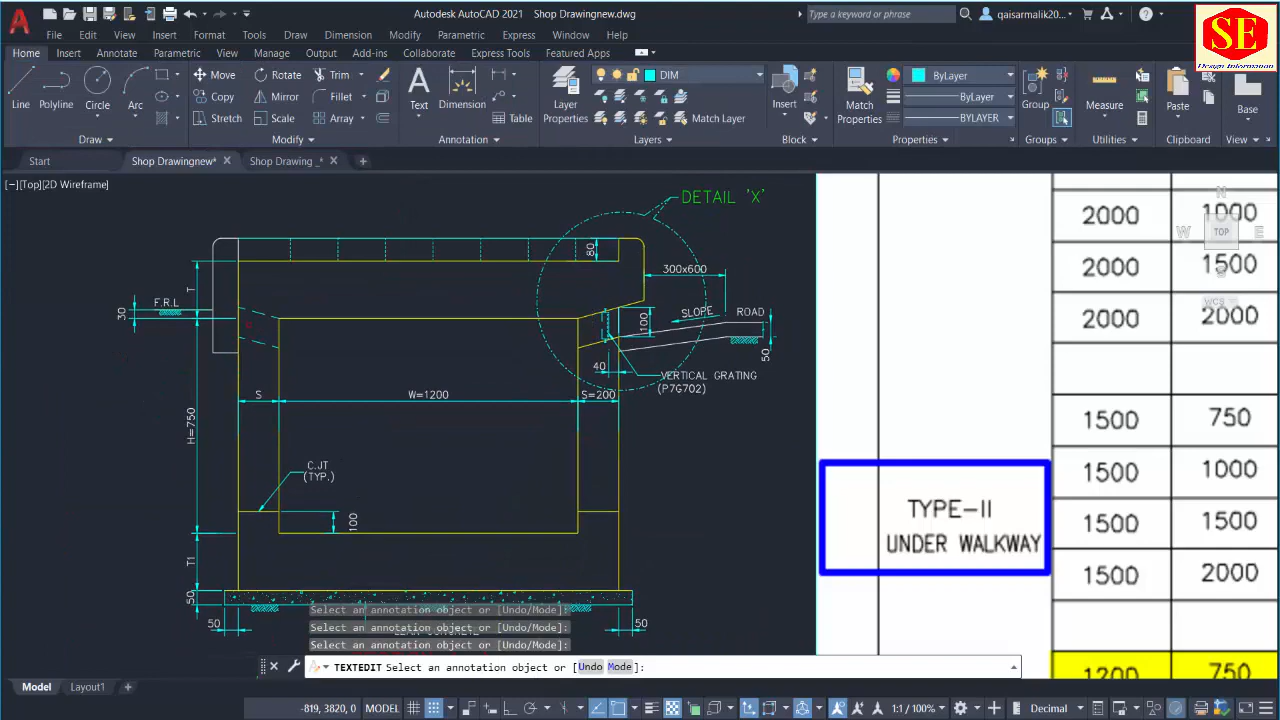 Autodesk AutoCAD 2021 Shop Drawingnew.dwg
Type a keyword or phrase
qaisarmalik20...
SE
Design Information
File Edit View Insert Format Tools Draw Dimension Modify Parametric Express Window Help
Home Insert Annotate Parametric View Manage Output Add-ins Collaborate Express Tools Featured Apps
Line Polyline Circle Arc
Move Rotate Trim
Copy Mirror Fillet
Stretch Scale Array
Text Dimension Table
Layer Properties
DIM
Match Layer
Insert
Match Properties
ByLayer
ByLayer
BYLAYER
Group Measure Paste Base
Draw Modify Annotation Layers Block Properties Groups Utilities Clipboard View
Start Shop Drawingnew* Shop Drawing _*
[−][Top][2D Wireframe]
DETAIL 'X'
80
300x600
T
F.R.L
30
100
SLOPE
ROAD
50
40
VERTICAL GRATING
(P7G702)
S
W=1200
S=200
H=750
C.JT
(TYP.)
100
T1
50
50
50
2000 1000
2000 1500
2000 2000
1500 750
1500 1000
1500 1500
1500 2000
1200 750
TYPE-II
UNDER WALKWAY
N
W TOP E
S
WCS
Select an annotation object or [Undo/Mode]:
Select an annotation object or [Undo/Mode]:
Select an annotation object or [Undo/Mode]:
TEXTEDIT Select an annotation object or [Undo Mode]:
Model Layout1
-819, 3820, 0 MODEL
1:1 / 100%
Decimal